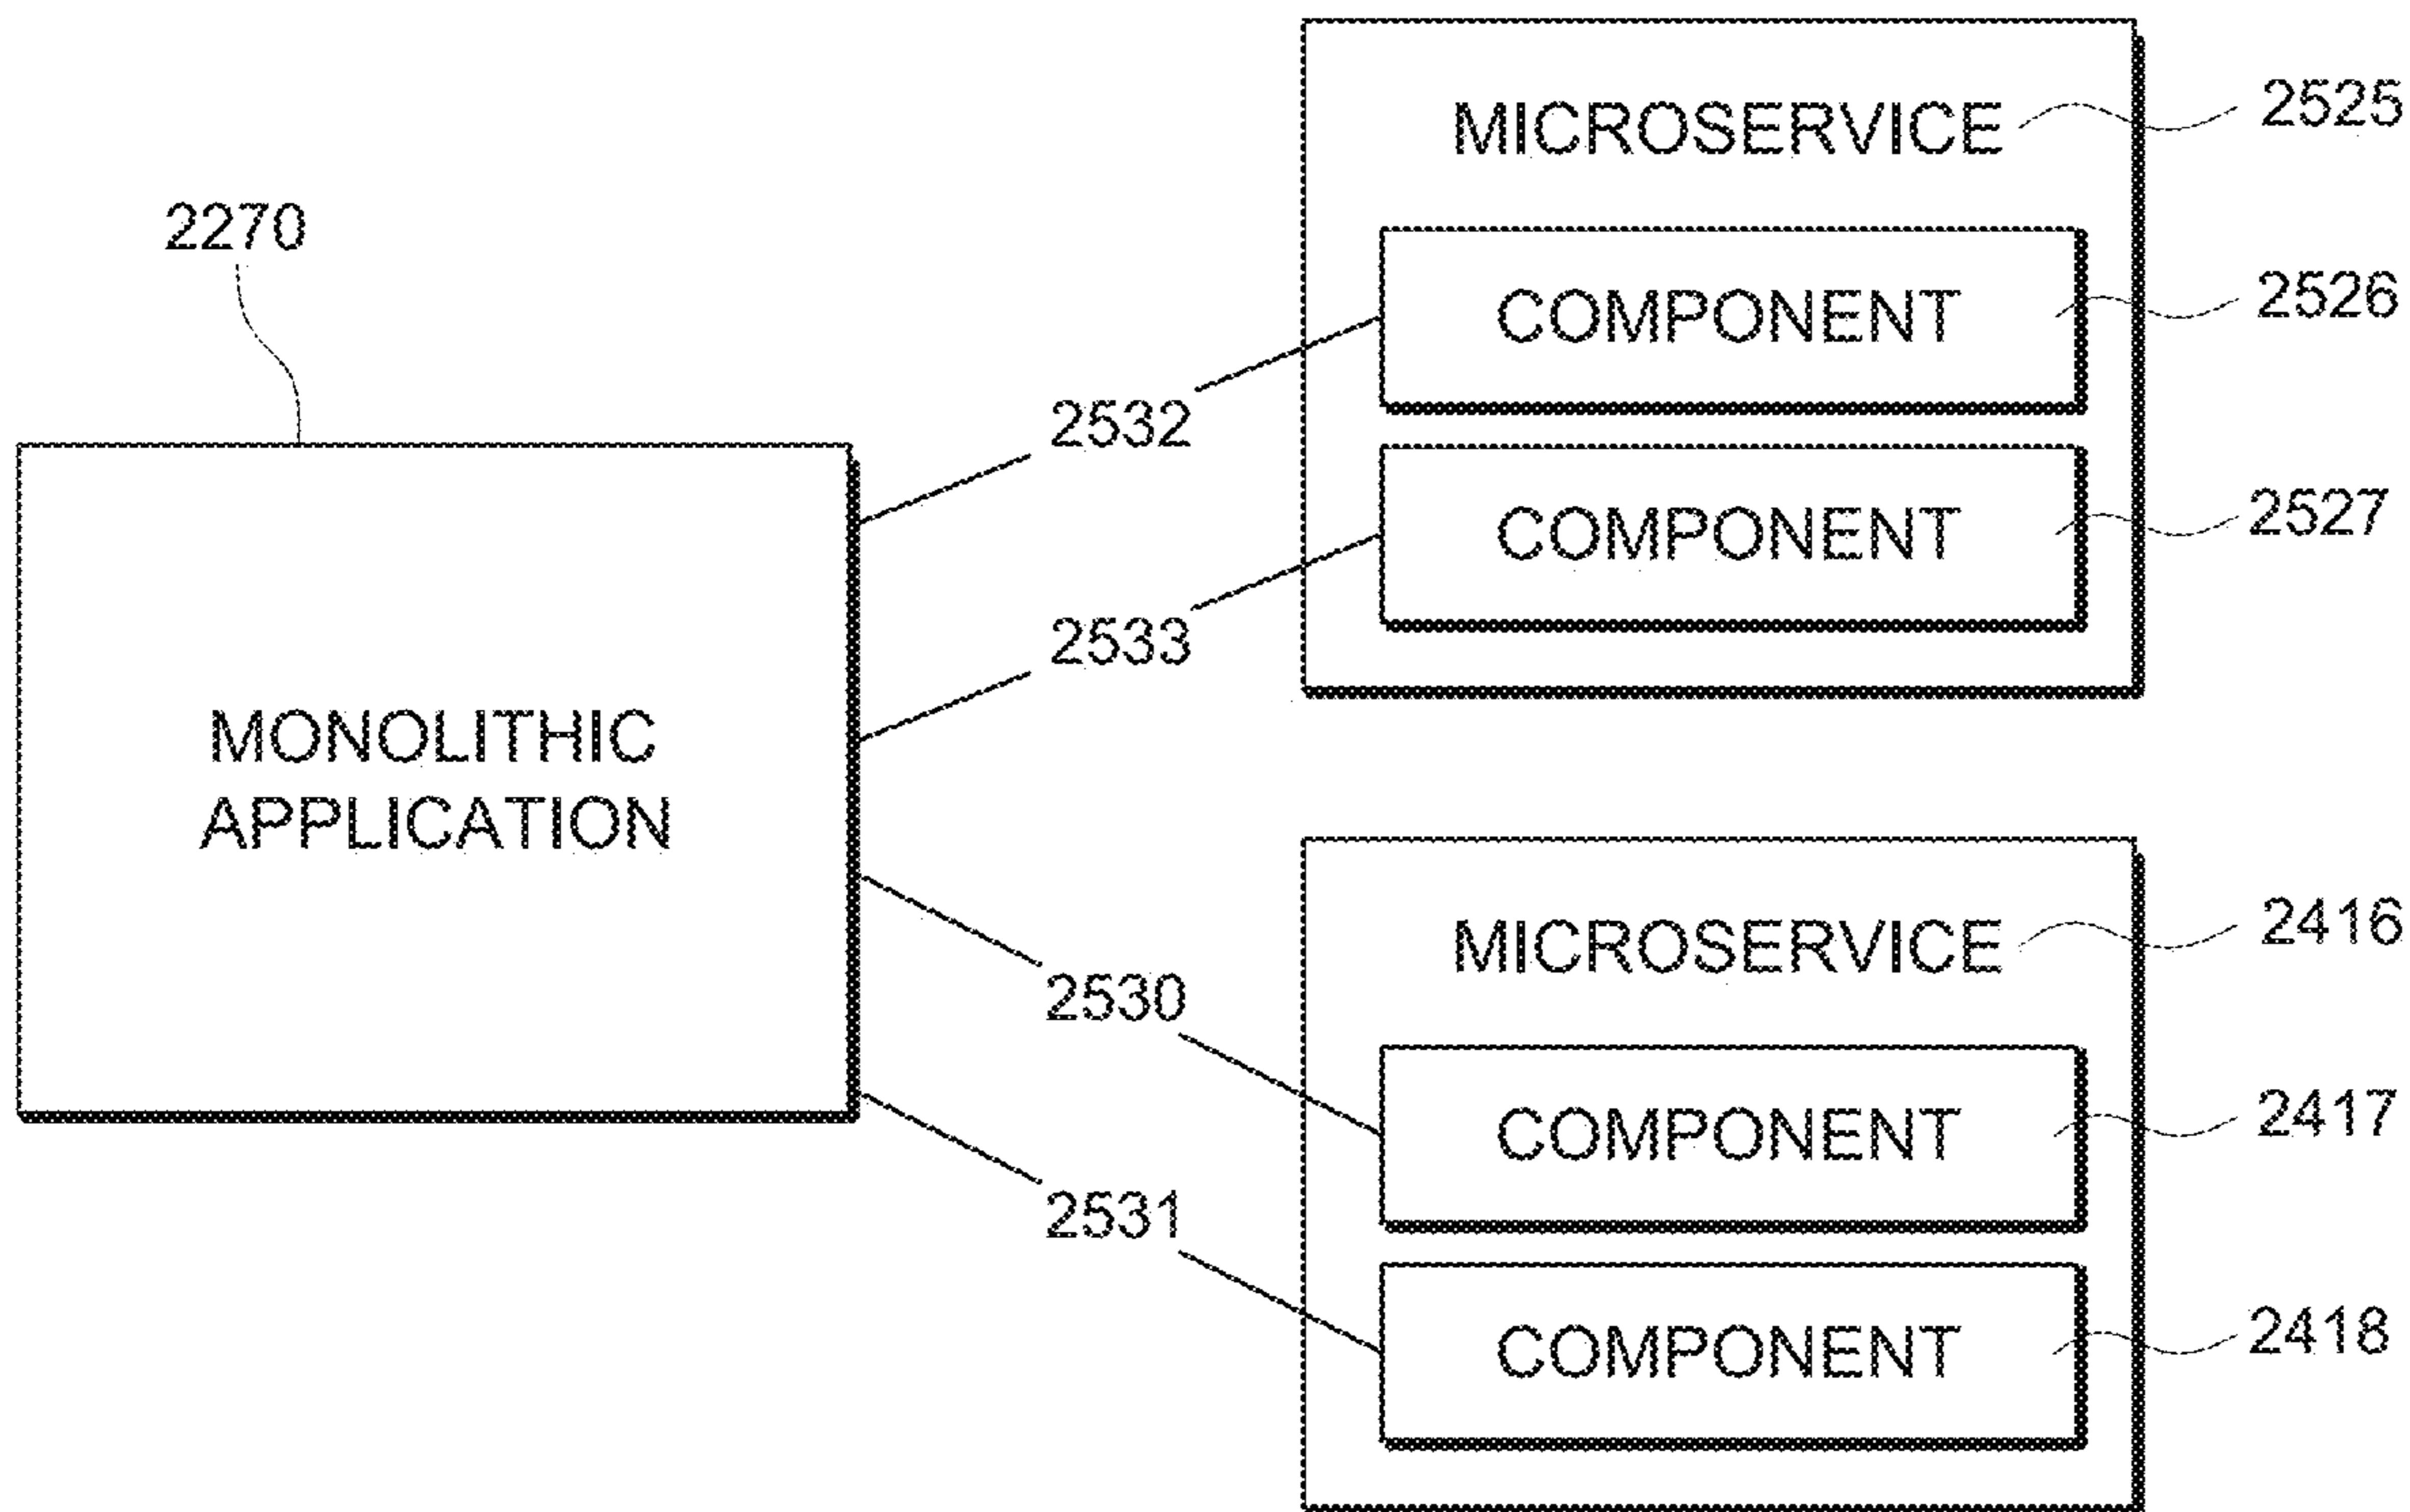 2270
MONOLITHIC
APPLICATION
2532
2533
2530
2531
MICROSERVICE 2525
COMPONENT 2526
COMPONENT 2527
MICROSERVICE 2416
COMPONENT 2417
COMPONENT 2418